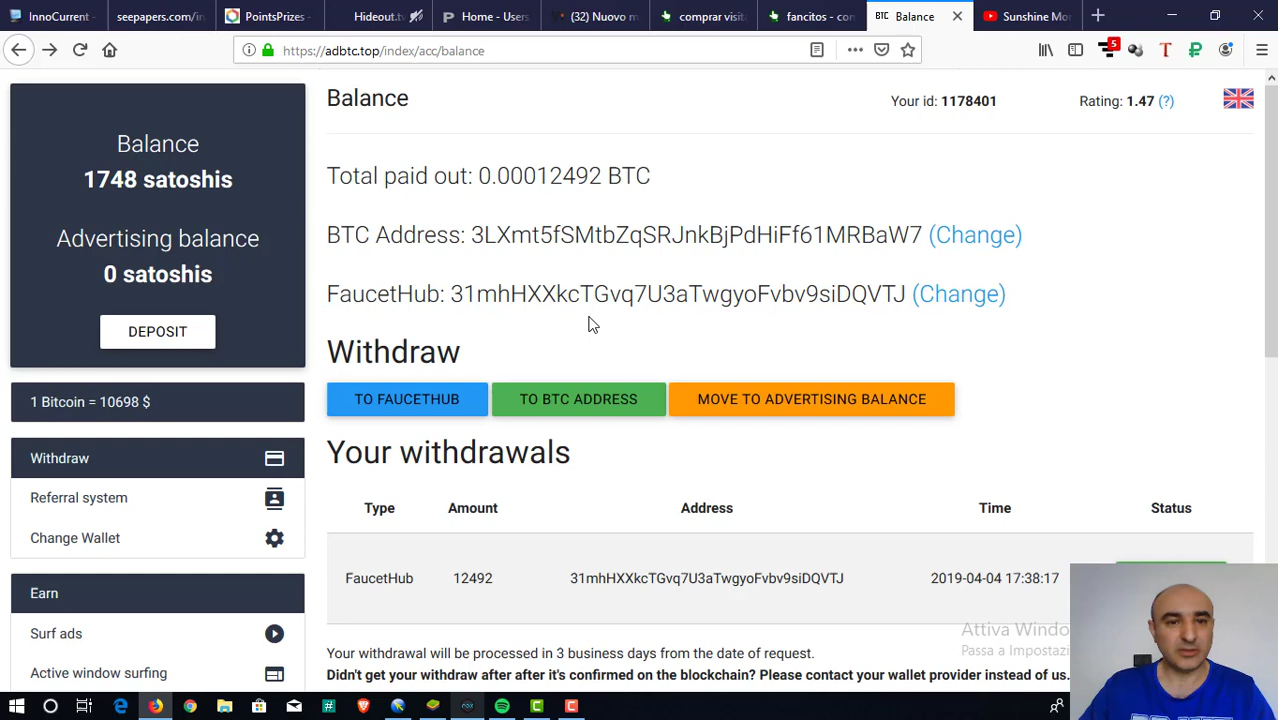 InnoCurrent
seepapers.com/in
PointsPrizes
Hideout.tv
Home - Users
(32) Nuovo m
comprar visita
fancitos - con
BTC Balance
Sunshine Mor
https://adbtc.top/index/acc/balance
5
Balance
1748 satoshis
Advertising balance
0 satoshis
DEPOSIT
1 Bitcoin = 10698 $
Withdraw
Referral system
Change Wallet
Earn
Surf ads
Active window surfing
Balance
Your id: 1178401
Rating: 1.47 (?)
Total paid out: 0.00012492 BTC
BTC Address: 3LXmt5fSMtbZqSRJnkBjPdHiFf61MRBaW7 (Change)
FaucetHub: 31mhHXXkcTGvq7U3aTwgyoFvbv9siDQVTJ (Change)
Withdraw
TO FAUCETHUB
TO BTC ADDRESS
MOVE TO ADVERTISING BALANCE
Your withdrawals
Type Amount Address Time Status
FaucetHub 12492 31mhHXXkcTGvq7U3aTwgyoFvbv9siDQVTJ 2019-04-04 17:38:17
Attiva Windo
Passa a Impostazi
Your withdrawal will be processed in 3 business days from the date of request.
Didn't get your withdraw after after it's confirmed on the blockchain? Please contact your wallet provider instead of us.